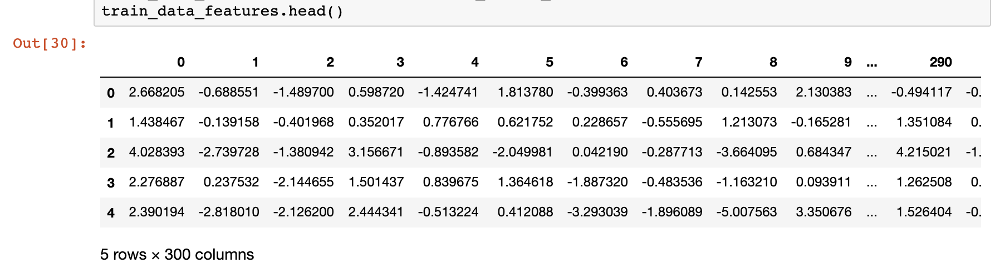 train_data_features.head()
Out[30]:
0 1 2 3 4 5 6 7 8 9 ... 290
0 2.668205 -0.688551 -1.489700 0.598720 -1.424741 1.813780 -0.399363 0.403673 0.142553 2.130383 ... -0.494117 -0.
1 1.438467 -0.139158 -0.401968 0.352017 0.776766 0.621752 0.228657 -0.555695 1.213073 -0.165281 ... 1.351084 0.
2 4.028393 -2.739728 -1.380942 3.156671 -0.893582 -2.049981 0.042190 -0.287713 -3.664095 0.684347 ... 4.215021 -1.
3 2.276887 0.237532 -2.144655 1.501437 0.839675 1.364618 -1.887320 -0.483536 -1.163210 0.093911 ... 1.262508 0.
4 2.390194 -2.818010 -2.126200 2.444341 -0.513224 0.412088 -3.293039 -1.896089 -5.007563 3.350676 ... 1.526404 -0.
5 rows × 300 columns